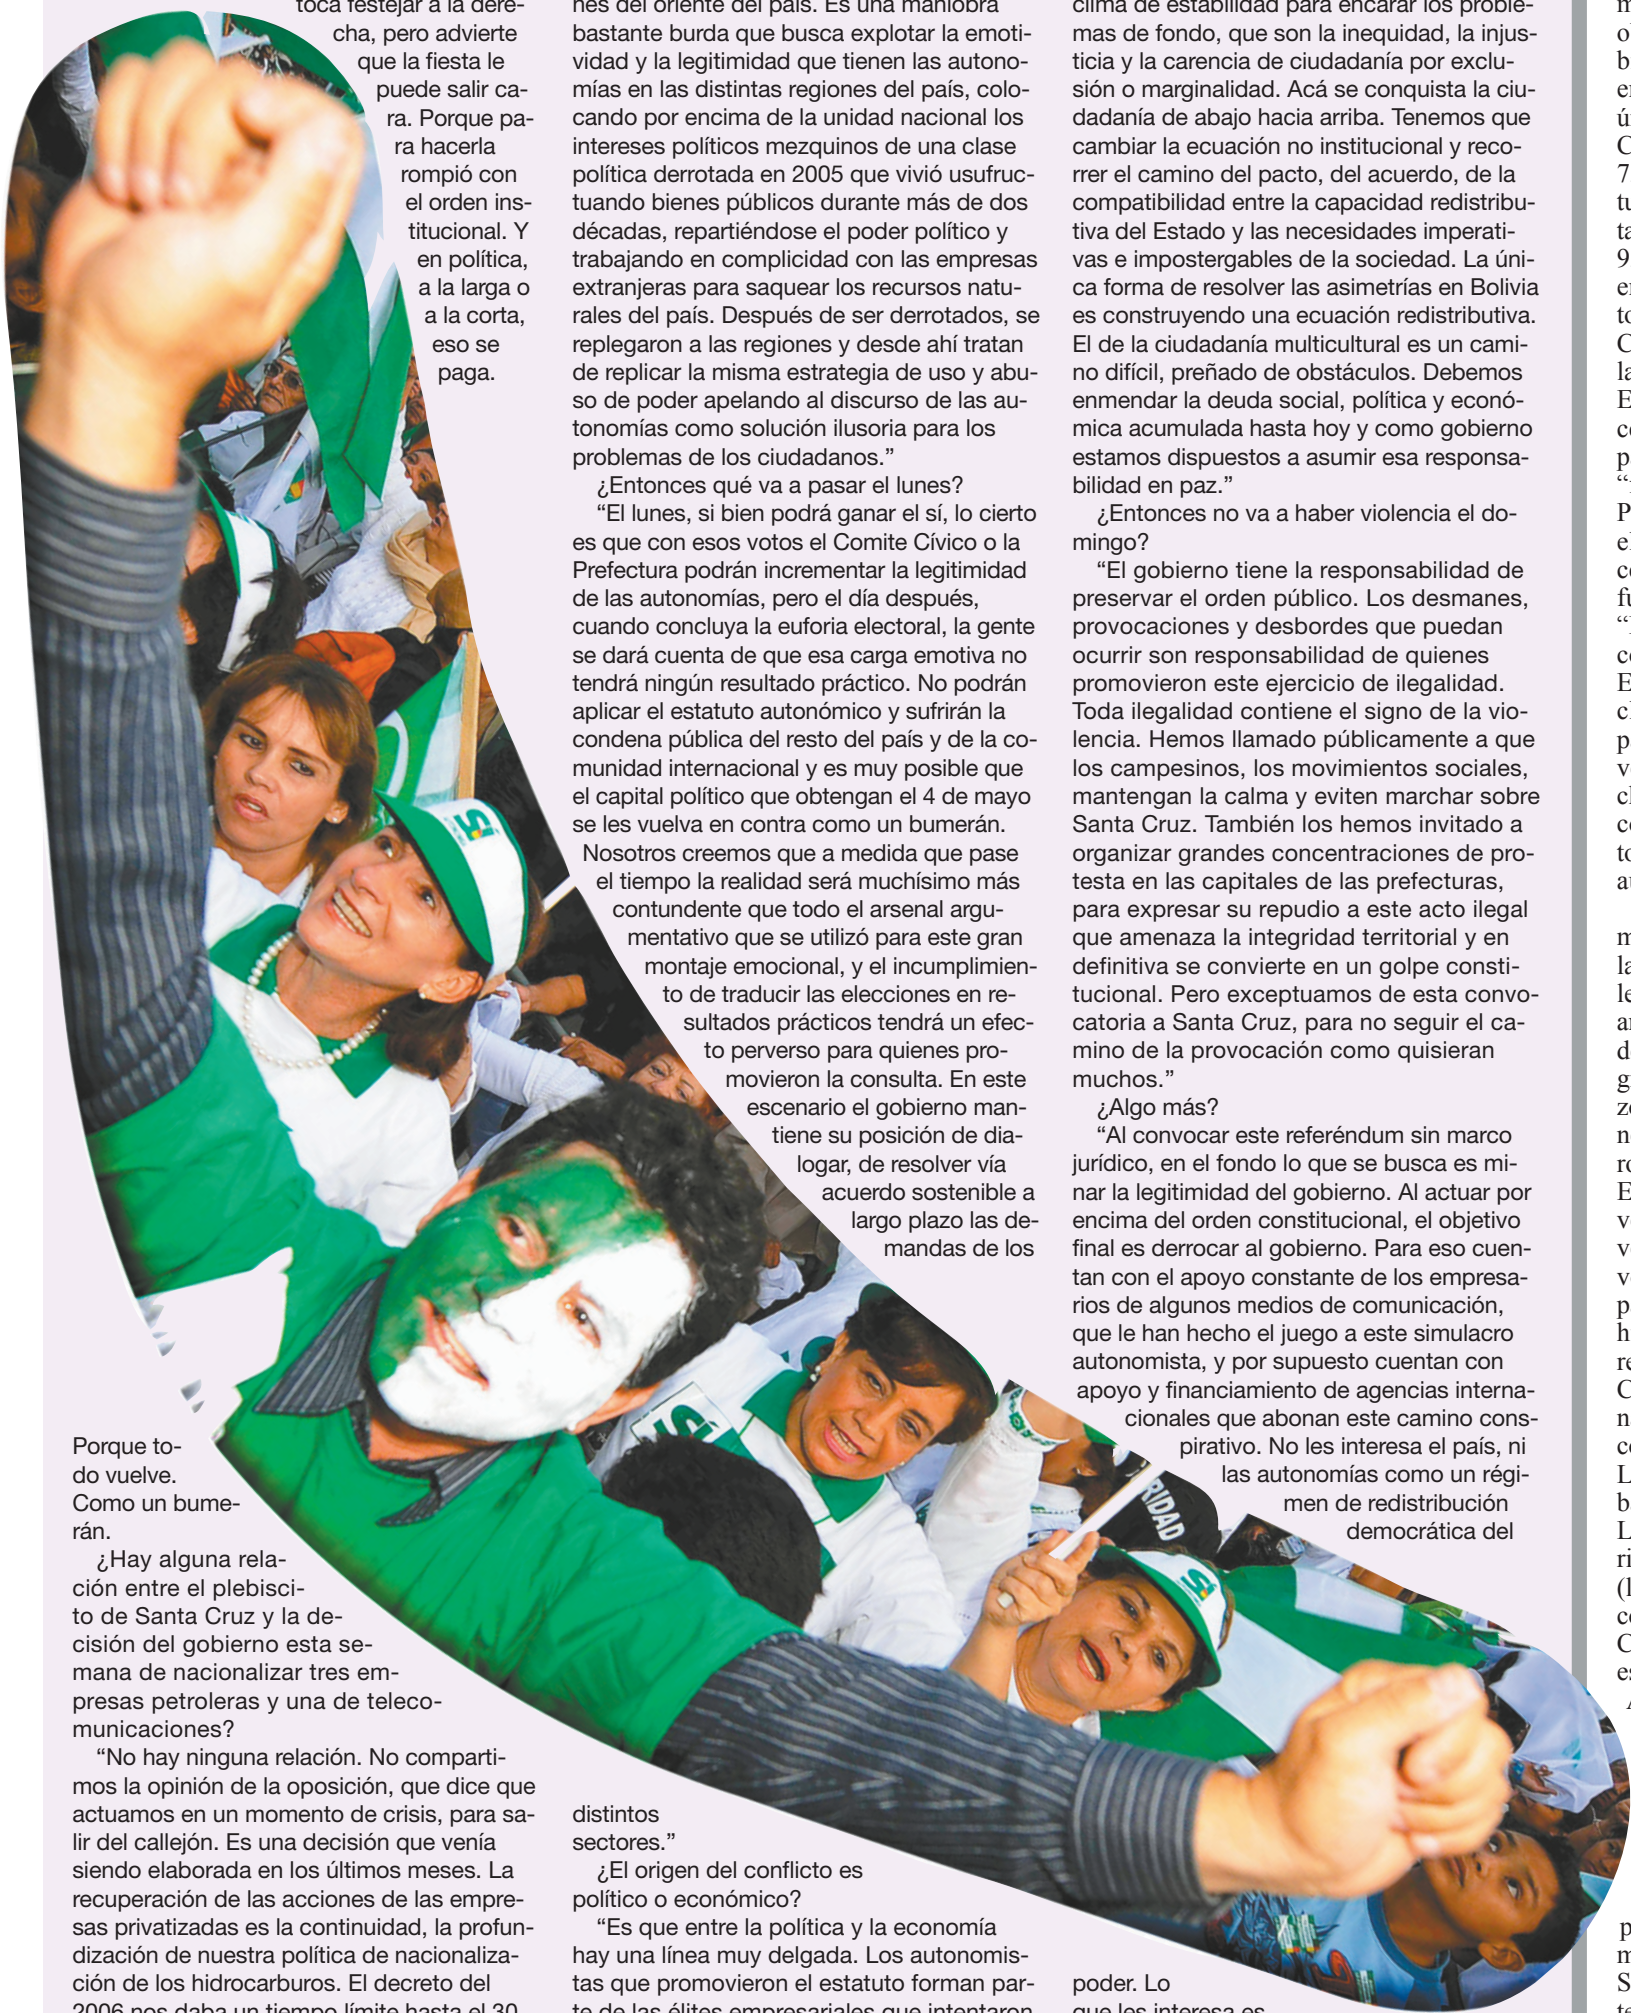 toca festejar a la dere-
cha, pero advierte
que la fiesta le
puede salir ca-
ra. Porque pa-
ra hacerla
rompió con
el orden ins-
titucional. Y
en política,
a la larga o
a la corta,
eso se
paga.
Porque to-
do vuelve.
Como un bume-
rán.
¿Hay alguna rela-
ción entre el plebisci-
to de Santa Cruz y la de-
cisión del gobierno esta se-
mana de nacionalizar tres em-
presas petroleras y una de teleco-
municaciones?
“No hay ninguna relación. No comparti-
mos la opinión de la oposición, que dice que
actuamos en un momento de crisis, para sa-
lir del callejón. Es una decisión que venía
siendo elaborada en los últimos meses. La
recuperación de las acciones de las empre-
sas privatizadas es la continuidad, la profun-
dización de nuestra política de nacionaliza-
ción de los hidrocarburos. El decreto del
2006 nos daba un tiempo límite hasta el 30
nes del oriente del país. Es una maniobra
bastante burda que busca explotar la emoti-
vidad y la legitimidad que tienen las autono-
mías en las distintas regiones del país, colo-
cando por encima de la unidad nacional los
intereses políticos mezquinos de una clase
política derrotada en 2005 que vivió usufruc-
tuando bienes públicos durante más de dos
décadas, repartiéndose el poder político y
trabajando en complicidad con las empresas
extranjeras para saquear los recursos natu-
rales del país. Después de ser derrotados, se
replegaron a las regiones y desde ahí tratan
de replicar la misma estrategia de uso y abu-
so de poder apelando al discurso de las au-
tonomías como solución ilusoria para los
problemas de los ciudadanos.”
¿Entonces qué va a pasar el lunes?
“El lunes, si bien podrá ganar el sí, lo cierto
es que con esos votos el Comite Cívico o la
Prefectura podrán incrementar la legitimidad
de las autonomías, pero el día después,
cuando concluya la euforia electoral, la gente
se dará cuenta de que esa carga emotiva no
tendrá ningún resultado práctico. No podrán
aplicar el estatuto autonómico y sufrirán la
condena pública del resto del país y de la co-
munidad internacional y es muy posible que
el capital político que obtengan el 4 de mayo
se les vuelva en contra como un bumerán.
Nosotros creemos que a medida que pase
el tiempo la realidad será muchísimo más
contundente que todo el arsenal argu-
mentativo que se utilizó para este gran
montaje emocional, y el incumplimien-
to de traducir las elecciones en re-
sultados prácticos tendrá un efec-
to perverso para quienes pro-
movieron la consulta. En este
escenario el gobierno man-
tiene su posición de dia-
logar, de resolver vía
acuerdo sostenible a
largo plazo las de-
mandas de los
distintos
sectores.”
¿El origen del conflicto es
político o económico?
“Es que entre la política y la economía
hay una línea muy delgada. Los autonomis-
tas que promovieron el estatuto forman par-
te de las élites empresariales que intentaron
clima de estabilidad para encarar los proble-
mas de fondo, que son la inequidad, la injus-
ticia y la carencia de ciudadanía por exclu-
sión o marginalidad. Acá se conquista la ciu-
dadanía de abajo hacia arriba. Tenemos que
cambiar la ecuación no institucional y reco-
rrer el camino del pacto, del acuerdo, de la
compatibilidad entre la capacidad redistribu-
tiva del Estado y las necesidades imperati-
vas e impostergables de la sociedad. La úni-
ca forma de resolver las asimetrías en Bolivia
es construyendo una ecuación redistributiva.
El de la ciudadanía multicultural es un cami-
no difícil, preñado de obstáculos. Debemos
enmendar la deuda social, política y econó-
mica acumulada hasta hoy y como gobierno
estamos dispuestos a asumir esa responsa-
bilidad en paz.”
¿Entonces no va a haber violencia el do-
mingo?
“El gobierno tiene la responsabilidad de
preservar el orden público. Los desmanes,
provocaciones y desbordes que puedan
ocurrir son responsabilidad de quienes
promovieron este ejercicio de ilegalidad.
Toda ilegalidad contiene el signo de la vio-
lencia. Hemos llamado públicamente a que
los campesinos, los movimientos sociales,
mantengan la calma y eviten marchar sobre
Santa Cruz. También los hemos invitado a
organizar grandes concentraciones de pro-
testa en las capitales de las prefecturas,
para expresar su repudio a este acto ilegal
que amenaza la integridad territorial y en
definitiva se convierte en un golpe consti-
tucional. Pero exceptuamos de esta convo-
catoria a Santa Cruz, para no seguir el ca-
mino de la provocación como quisieran
muchos.”
¿Algo más?
“Al convocar este referéndum sin marco
jurídico, en el fondo lo que se busca es mi-
nar la legitimidad del gobierno. Al actuar por
encima del orden constitucional, el objetivo
final es derrocar al gobierno. Para eso cuen-
tan con el apoyo constante de los empresa-
rios de algunos medios de comunicación,
que le han hecho el juego a este simulacro
autonomista, y por supuesto cuentan con
apoyo y financiamiento de agencias interna-
cionales que abonan este camino cons-
pirativo. No les interesa el país, ni
las autonomías como un régi-
men de redistribución
democrática del
poder. Lo
que les interesa es
Sí
Sí
RIDAD
Sí